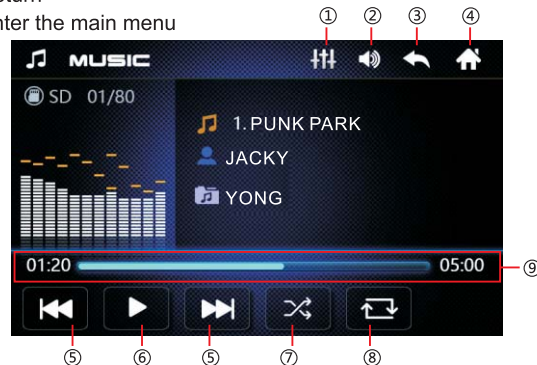 nter the main menu
① ② ③ ④
MUSIC
SD 01/80
1. PUNK PARK
JACKY
YONG
01:20 05:00 ⑨
⑤ ⑥ ⑤ ⑦ ⑧